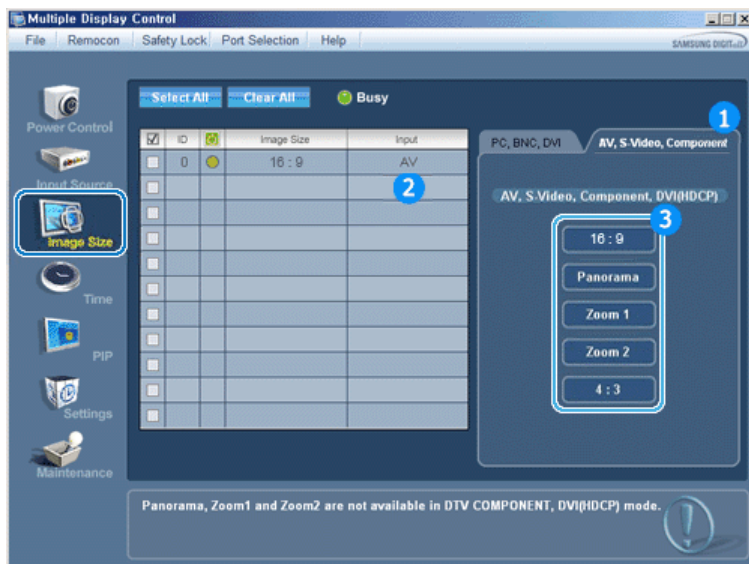 Multiple Display Control
File Remocon Safety Lock Port Selection Help
SAMSUNG DIGITall
Select All Clear All Busy
Power Control
Input Source
Image Size
Time
PIP
Settings
Maintenance
ID Image Size Input
0 16 : 9 AV
2
1
PC, BNC, DVI AV, S-Video, Component
AV, S-Video, Component, DVI(HDCP)
3
16 : 9
Panorama
Zoom 1
Zoom 2
4 : 3
Panorama, Zoom1 and Zoom2 are not available in DTV COMPONENT, DVI(HDCP) mode.